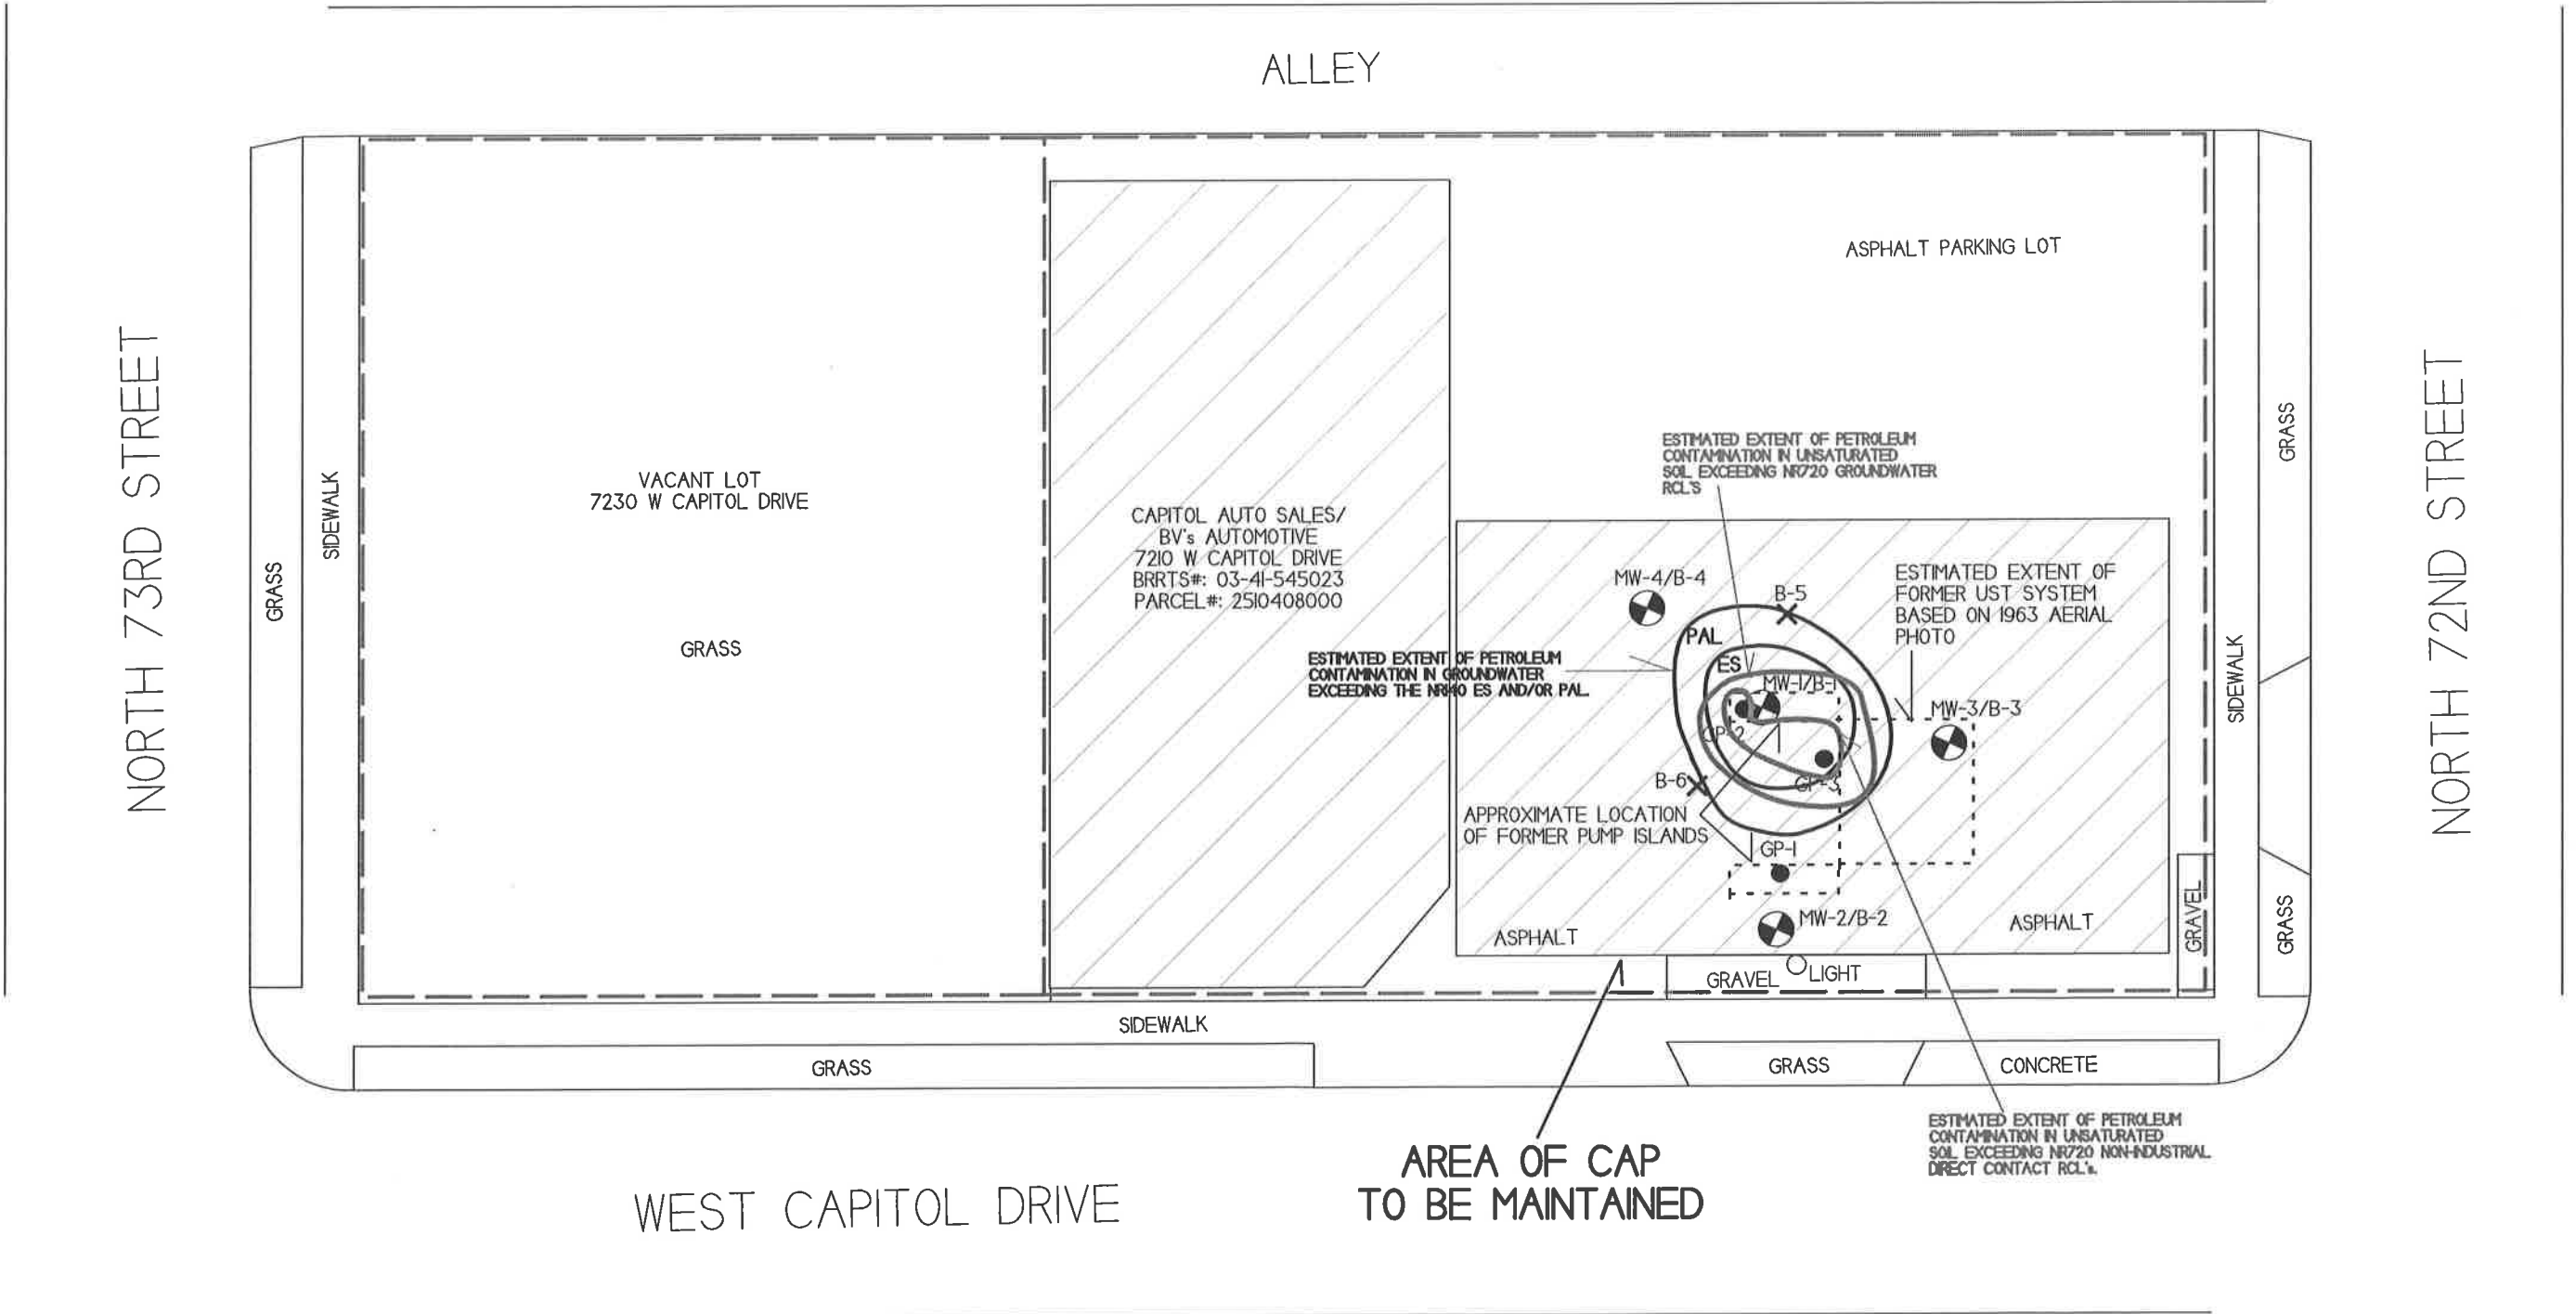 ALLEY
ASPHALT PARKING LOT
NORTH 73RD STREET
GRASS
SIDEWALK
VACANT LOT
7230 W CAPITOL DRIVE
GRASS
CAPITOL AUTO SALES/
BV's AUTOMOTIVE
7210 W CAPITOL DRIVE
BRRTS#: 03-41-545023
PARCEL#: 2510408000
ESTIMATED EXTENT OF PETROLEUM
CONTAMINATION IN UNSATURATED
SOIL EXCEEDING NR720 GROUNDWATER
RCL'S
MW-4/B-4
B-5
ESTIMATED EXTENT OF
FORMER UST SYSTEM
BASED ON 1963 AERIAL
PHOTO
PAL
ES
ESTIMATED EXTENT OF PETROLEUM
CONTAMINATION IN GROUNDWATER
EXCEEDING THE NR140 ES AND/OR PAL
MW-1/B-1
MW-3/B-3
GP-2
GP-3
B-6
APPROXIMATE LOCATION
OF FORMER PUMP ISLANDS
GP-1
MW-2/B-2
ASPHALT
ASPHALT
GRAVEL
LIGHT
GRAVEL
SIDEWALK
GRASS
GRASS
NORTH 72ND STREET
SIDEWALK
GRASS
GRASS
CONCRETE
ESTIMATED EXTENT OF PETROLEUM
CONTAMINATION IN UNSATURATED
SOIL EXCEEDING NR720 NON-INDUSTRIAL
DIRECT CONTACT RCL's.
AREA OF CAP
TO BE MAINTAINED
WEST CAPITOL DRIVE